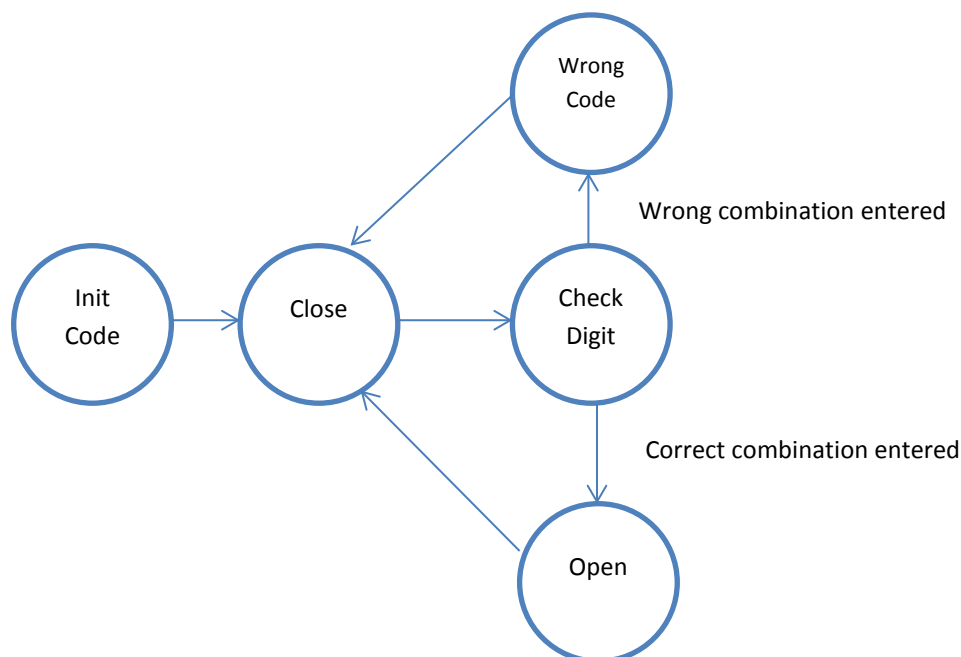 Wrong
Code
Wrong combination entered
Init
Code
Close
Check
Digit
Correct combination entered
Open